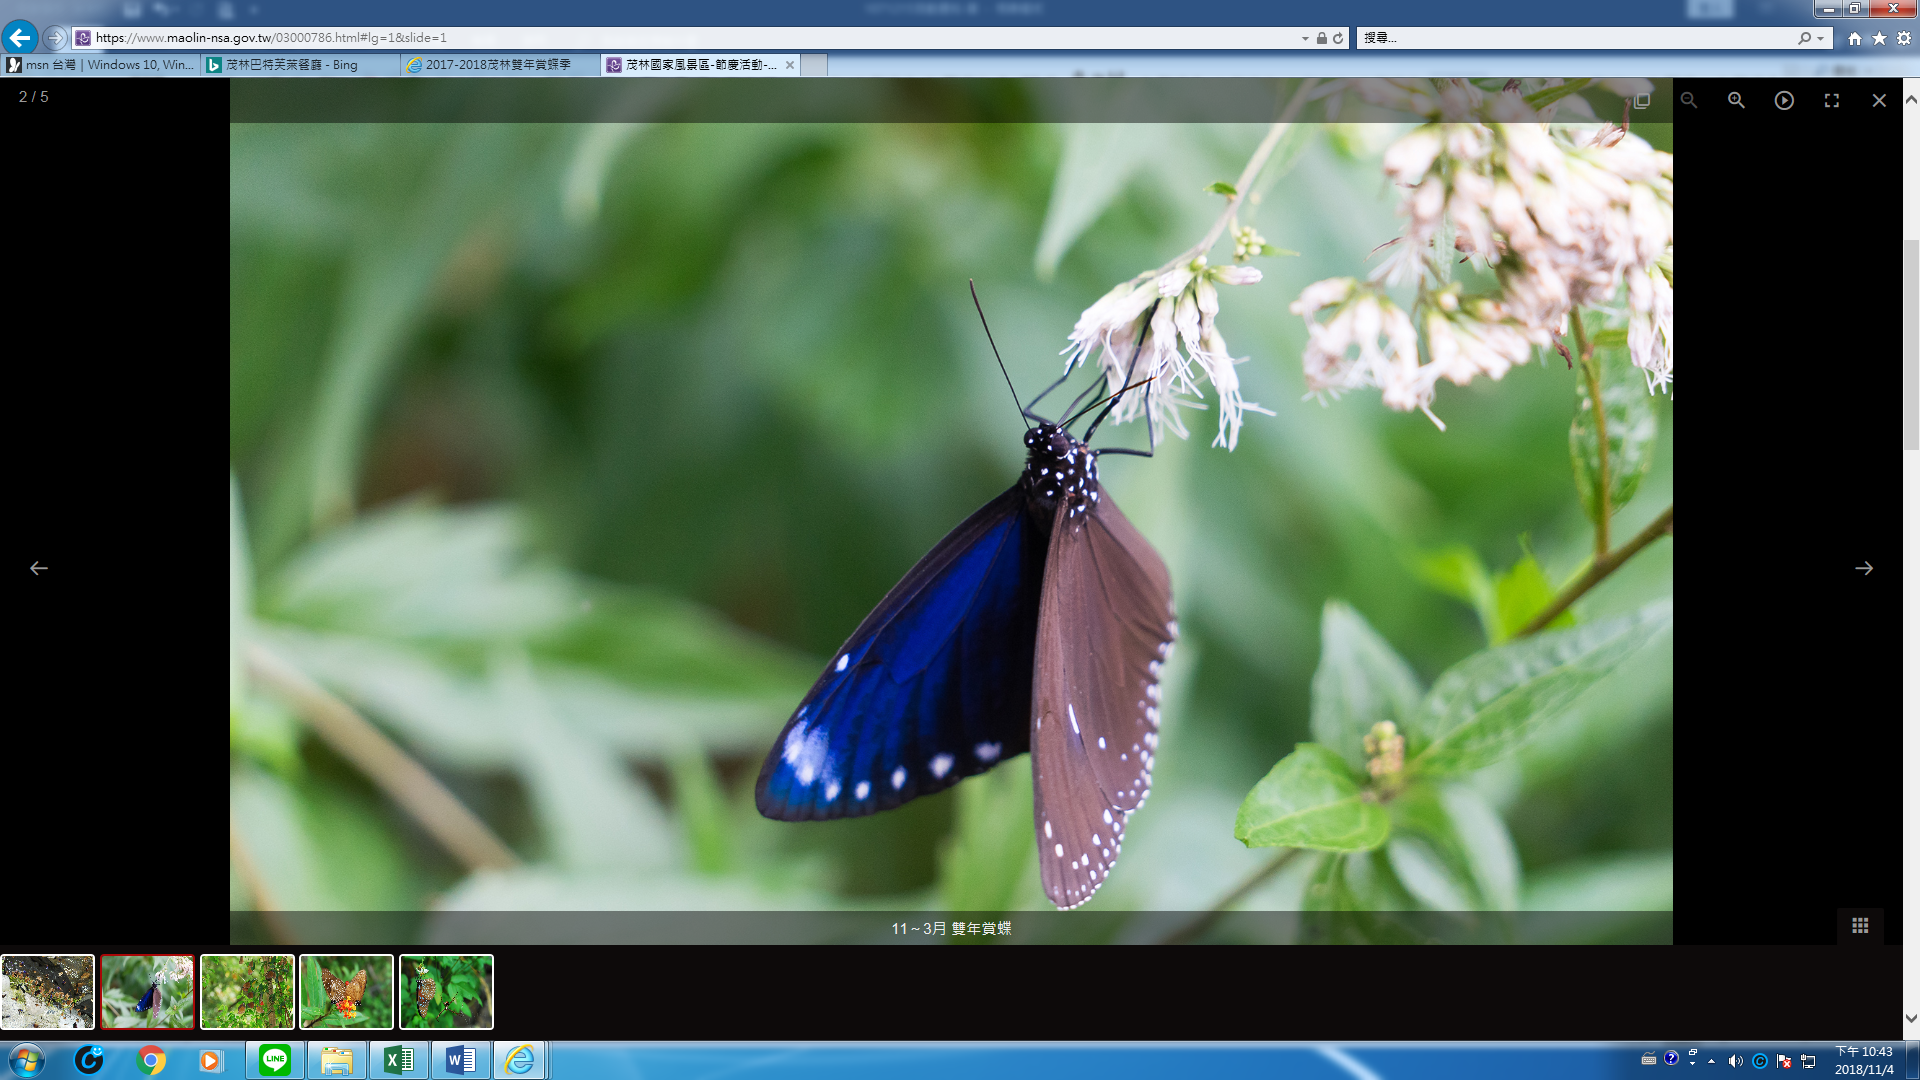 https://www.maolin-nsa.gov.tw/03000786.html#lg=1&slide=1
搜尋...
msn 台灣 | Windows 10, Win...
茂林巴特芙萊餐廳 - Bing
2017-2018茂林雙年賞蝶季
茂林國家風景區-節慶活動-...
2 / 5
11～3月 雙年賞蝶
LINE
下午 10:43
2018/11/4